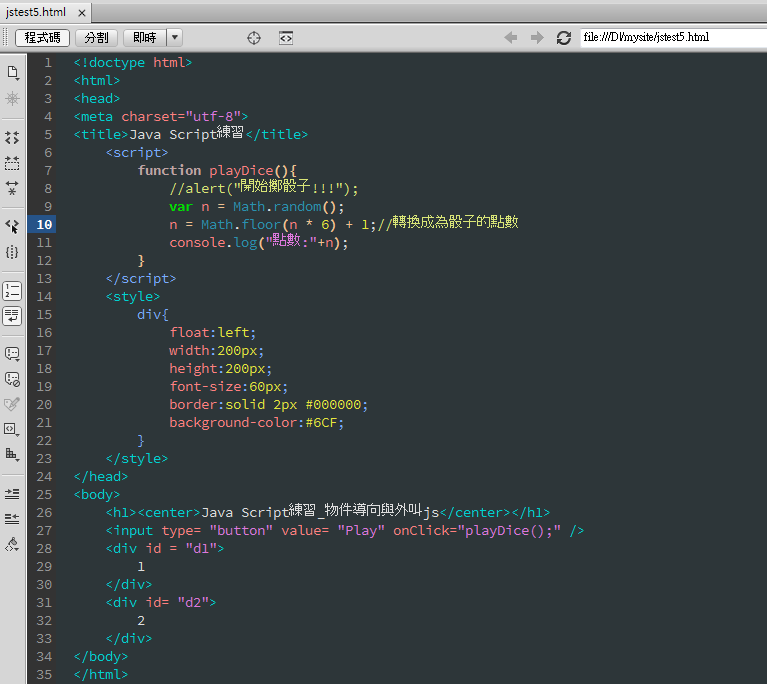 jstest5.html ×
程式碼 分割 即時 file:///D|/mysite/jstest5.html
1 <!doctype html>
2 <html>
3 <head>
4 <meta charset="utf-8">
5 <title>Java Script練習</title>
6 <script>
7 function playDice(){
8 //alert("開始擲骰子!!!");
9 var n = Math.random();
10 n = Math.floor(n * 6) + 1;//轉換成為骰子的點數
11 console.log("點數:"+n);
12 }
13 </script>
14 <style>
15 div{
16 float:left;
17 width:200px;
18 height:200px;
19 font-size:60px;
20 border:solid 2px #000000;
21 background-color:#6CF;
22 }
23 </style>
24 </head>
25 <body>
26 <h1><center>Java Script練習_物件導向與外叫js</center></h1>
27 <input type= "button" value= "Play" onClick="playDice();" />
28 <div id = "d1">
29 1
30 </div>
31 <div id= "d2">
32 2
33 </div>
34 </body>
35 </html>